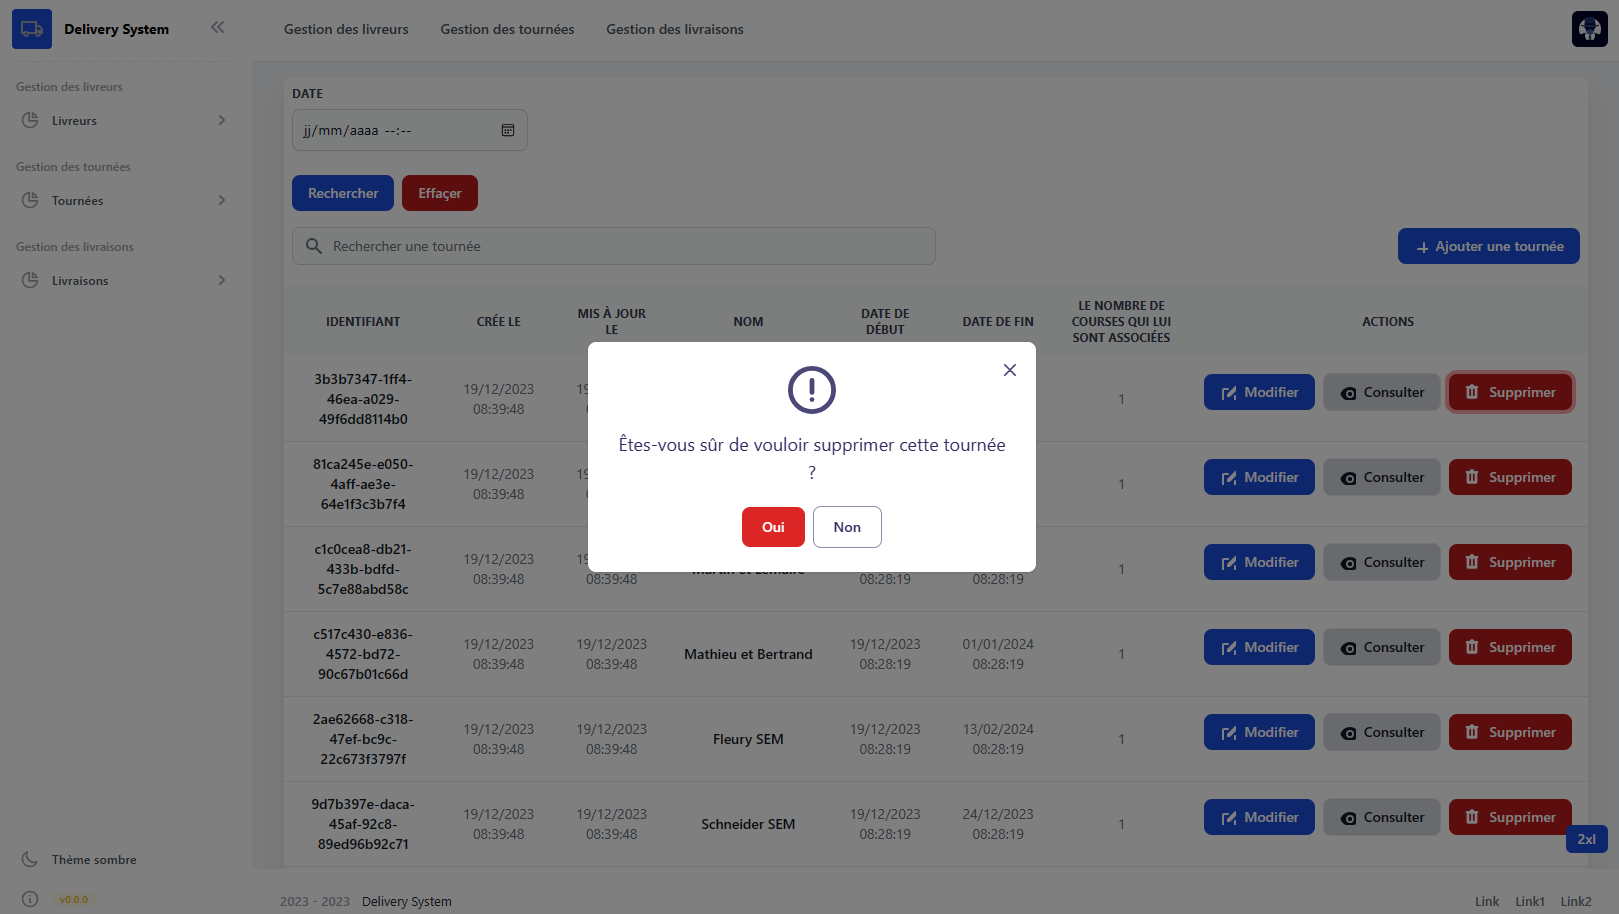 Delivery System
Gestion des livreurs
Gestion des tournées
Gestion des livraisons
Gestion des livreurs
Livreurs
Gestion des tournées
Tournées
Gestion des livraisons
Livraisons
Thème sombre
v0.0.0
DATE
jj/mm/aaaa --:--
Rechercher
Effaçer
Rechercher une tournée
Ajouter une tournée
IDENTIFIANT
CRÉE LE
MIS À JOUR
LE
NOM
DATE DE
DÉBUT
DATE DE FIN
LE NOMBRE DE
COURSES QUI LUI
SONT ASSOCIÉES
ACTIONS
3b3b7347-1ff4-
46ea-a029-
49f6dd8114b0
19/12/2023
08:39:48
1
Modifier
Consulter
Supprimer
81ca245e-e050-
4aff-ae3e-
64e1f3c3b7f4
19/12/2023
08:39:48
1
Modifier
Consulter
Supprimer
c1c0cea8-db21-
433b-bdfd-
5c7e88abd58c
19/12/2023
08:39:48
08:39:48
08:28:19
08:28:19
1
Modifier
Consulter
Supprimer
c517c430-e836-
4572-bd72-
90c67b01c66d
19/12/2023
08:39:48
19/12/2023
08:39:48
Mathieu et Bertrand
19/12/2023
08:28:19
01/01/2024
08:28:19
1
Modifier
Consulter
Supprimer
2ae62668-c318-
47ef-bc9c-
22c673f3797f
19/12/2023
08:39:48
19/12/2023
08:39:48
Fleury SEM
19/12/2023
08:28:19
13/02/2024
08:28:19
1
Modifier
Consulter
Supprimer
9d7b397e-daca-
45af-92c8-
89ed96b92c71
19/12/2023
08:39:48
19/12/2023
08:39:48
Schneider SEM
19/12/2023
08:28:19
24/12/2023
08:28:19
1
Modifier
Consulter
Supprimer
Êtes-vous sûr de vouloir supprimer cette tournée
?
Oui
Non
2xl
2023 - 2023 Delivery System
Link
Link1
Link2